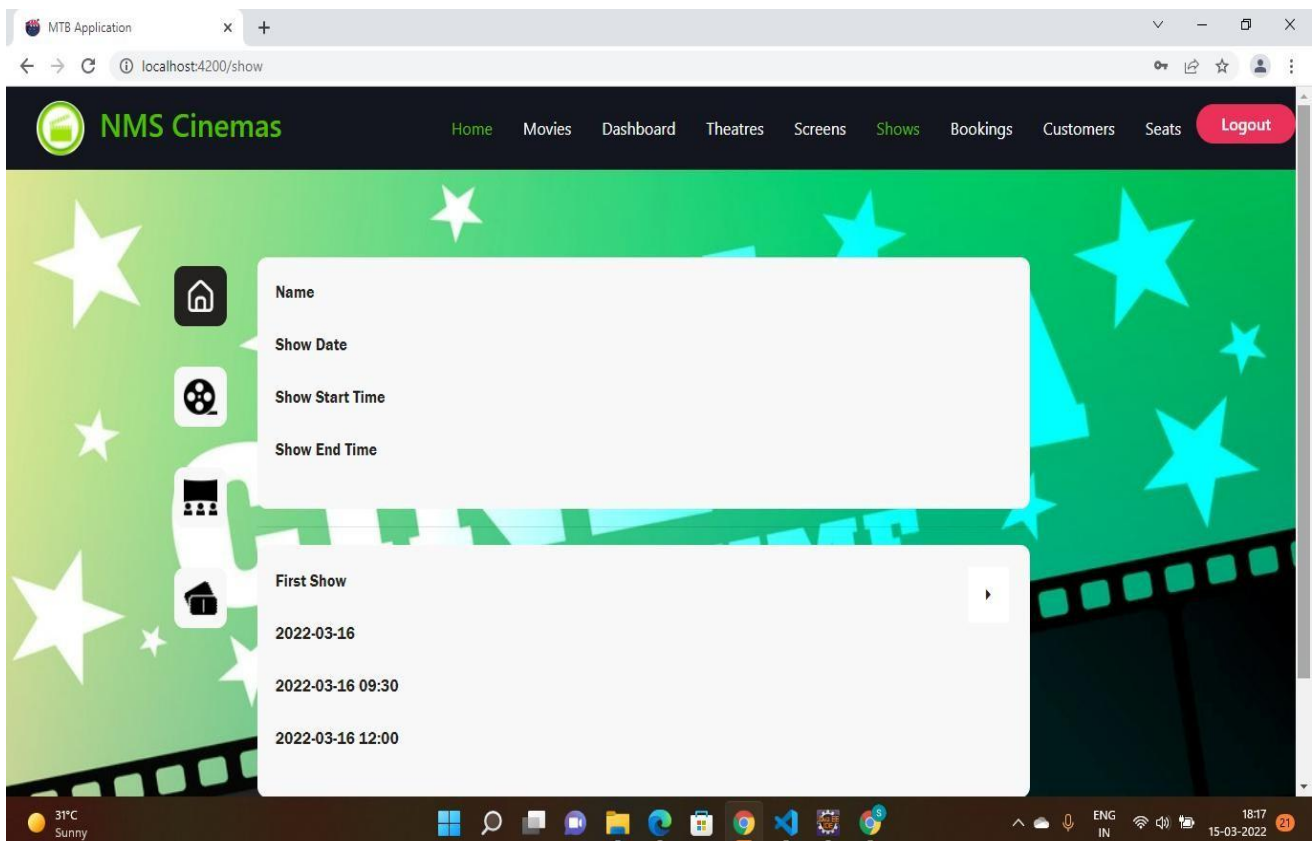 MTB Application
localhost:4200/show
NMS Cinemas
Home Movies Dashboard Theatres Screens Shows Bookings Customers Seats Logout
Name
Show Date
Show Start Time
Show End Time
First Show
2022-03-16
2022-03-16 09:30
2022-03-16 12:00
31°C
Sunny
S
ENG
IN
18:17
15-03-2022
21